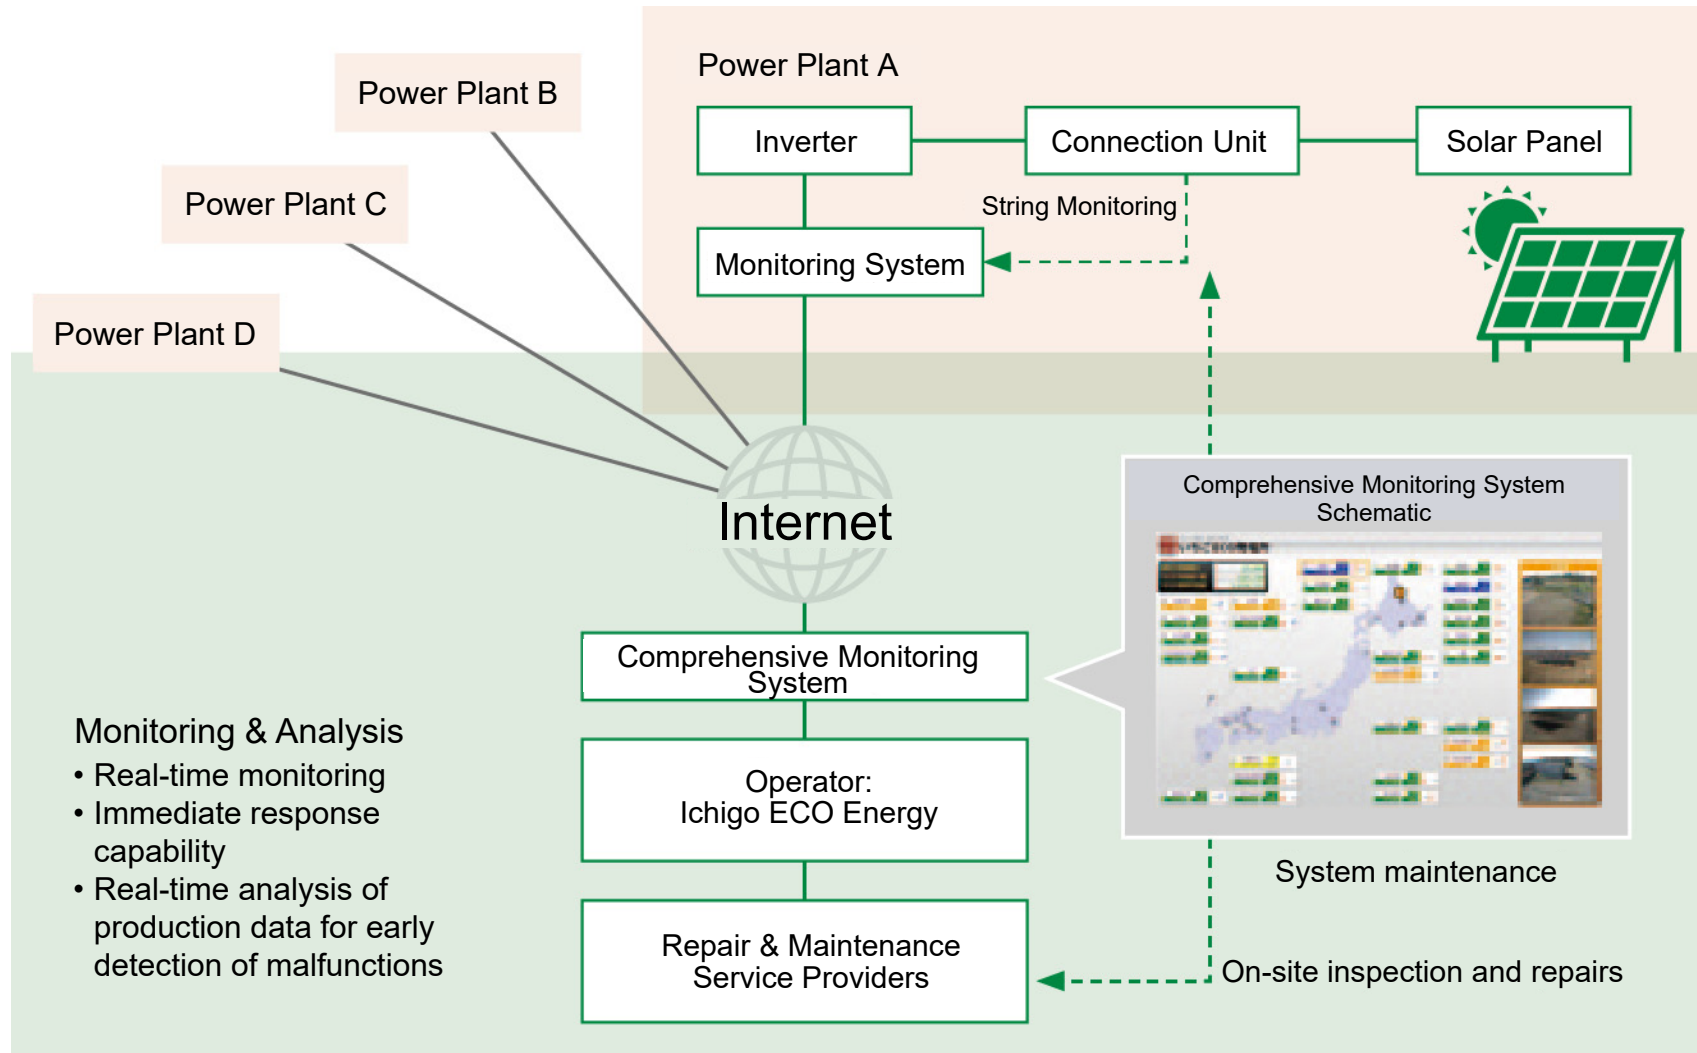 Power Plant A
Power Plant B
Inverter
Connection Unit
Solar Panel
Power Plant C
String Monitoring
Monitoring System
Power Plant D
Internet
Comprehensive Monitoring System
Schematic
Comprehensive Monitoring
System
Monitoring & Analysis
• Real-time monitoring
• Immediate response
capability
• Real-time analysis of
production data for early
detection of malfunctions
Operator:
Ichigo ECO Energy
System maintenance
Repair & Maintenance
Service Providers
On-site inspection and repairs